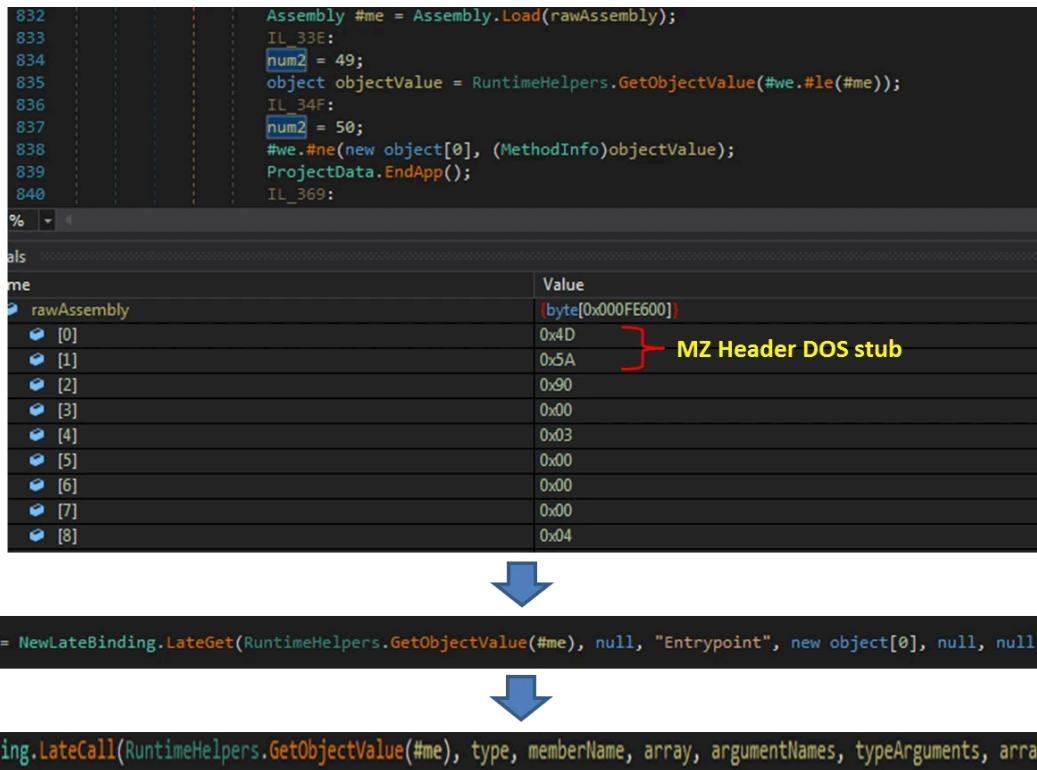 832 Assembly #me = Assembly.Load(rawAssembly);
833 IL_33E:
834 num2 = 49;
835 object objectValue = RuntimeHelpers.GetObjectValue(#we.#le(#me));
836 IL_34F:
837 num2 = 50;
838 #we.#ne(new object[0], (MethodInfo)objectValue);
839 ProjectData.EndApp();
840 IL_369:
%
als
me Value
rawAssembly {byte[0x000FE600]}
[0] 0x4D
MZ Header DOS stub
[1] 0x5A
[2] 0x90
[3] 0x00
[4] 0x03
[5] 0x00
[6] 0x00
[7] 0x00
[8] 0x04
= NewLateBinding.LateGet(RuntimeHelpers.GetObjectValue(#me), null, "Entrypoint", new object[0], null, null
ing.LateCall(RuntimeHelpers.GetObjectValue(#me), type, memberName, array, argumentNames, typeArguments, arra